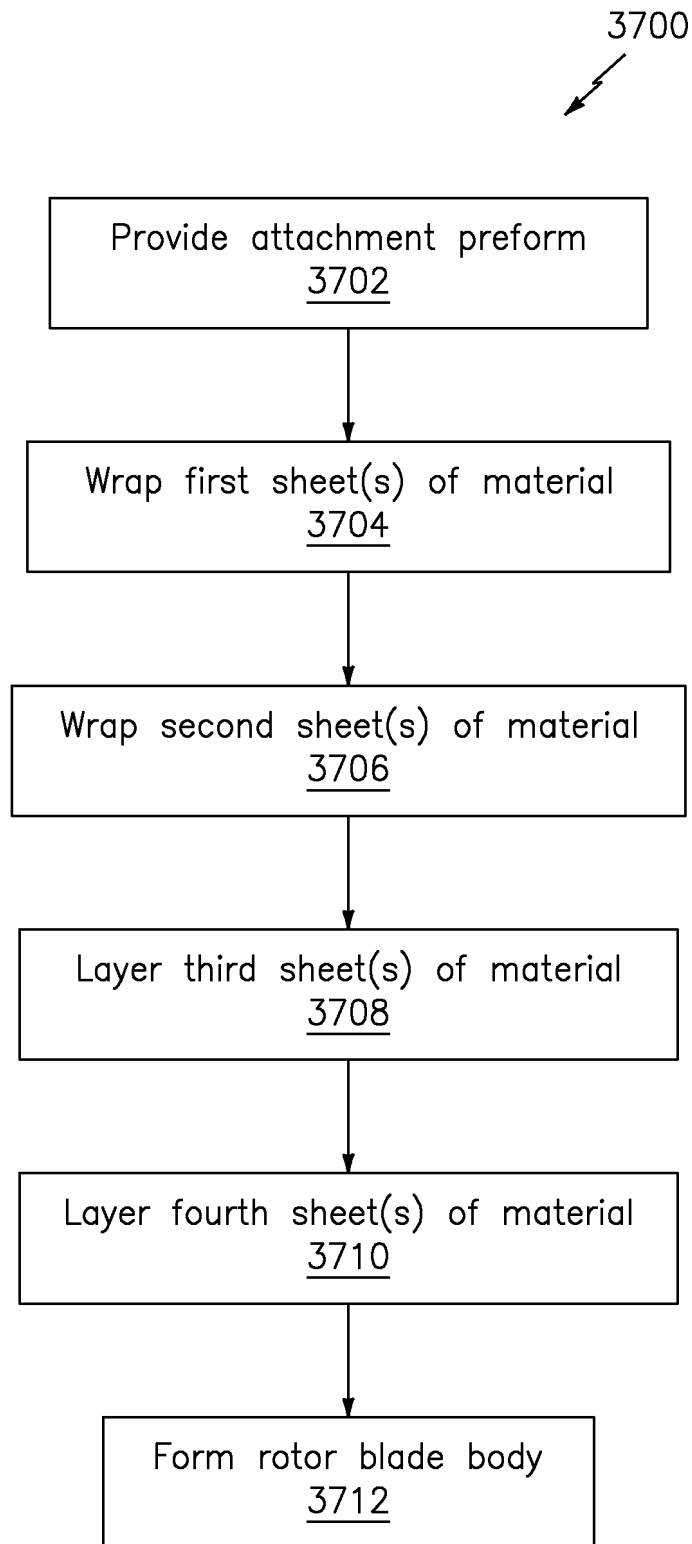 3700
Provide attachment preform
3702
Wrap first sheet(s) of material
3704
Wrap second sheet(s) of material
3706
Layer third sheet(s) of material
3708
Layer fourth sheet(s) of material
3710
Form rotor blade body
3712